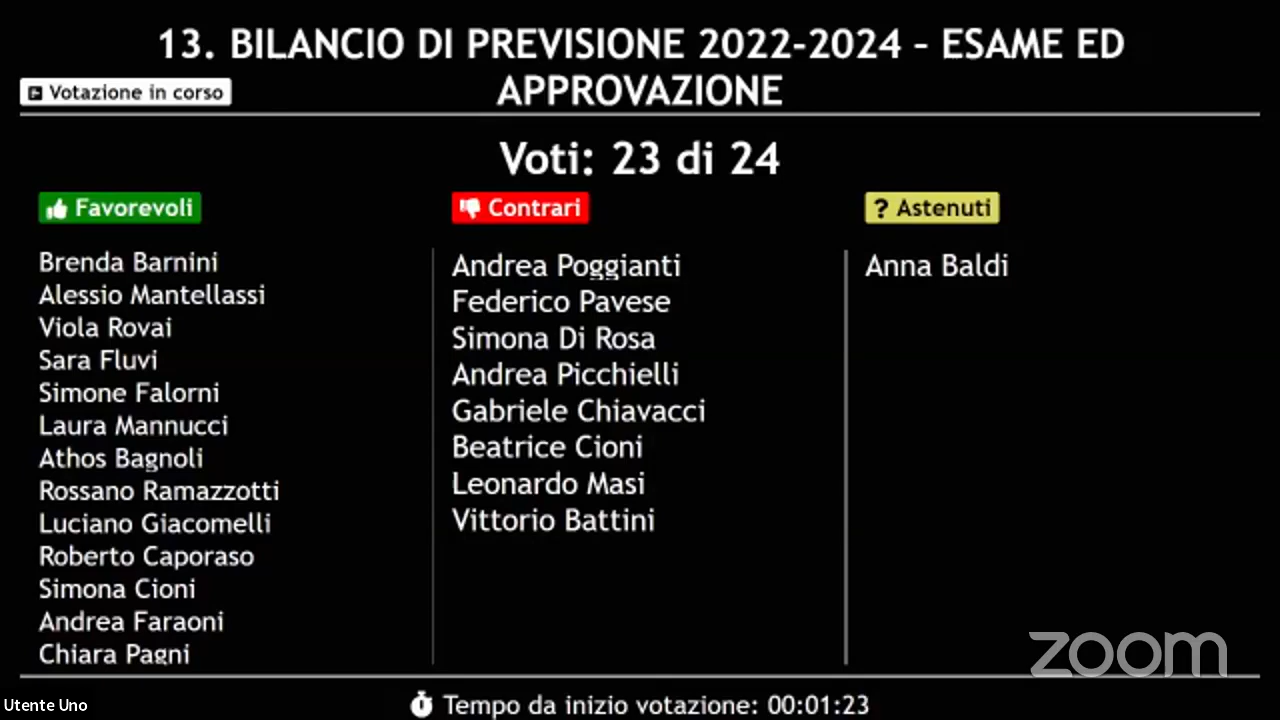 13. BILANCIO DI PREVISIONE 2022-2024 – ESAME ED
APPROVAZIONE
Votazione in corso
Voti: 23 di 24
Favorevoli
Brenda Barnini
Alessio Mantellassi
Viola Rovai
Sara Fluvi
Simone Falorni
Laura Mannucci
Athos Bagnoli
Rossano Ramazzotti
Luciano Giacomelli
Roberto Caporaso
Simona Cioni
Andrea Faraoni
Chiara Pagni
Contrari
Andrea Poggianti
Federico Pavese
Simona Di Rosa
Andrea Picchielli
Gabriele Chiavacci
Beatrice Cioni
Leonardo Masi
Vittorio Battini
? Astenuti
Anna Baldi
zoom
Utente Uno
Tempo da inizio votazione: 00:01:23